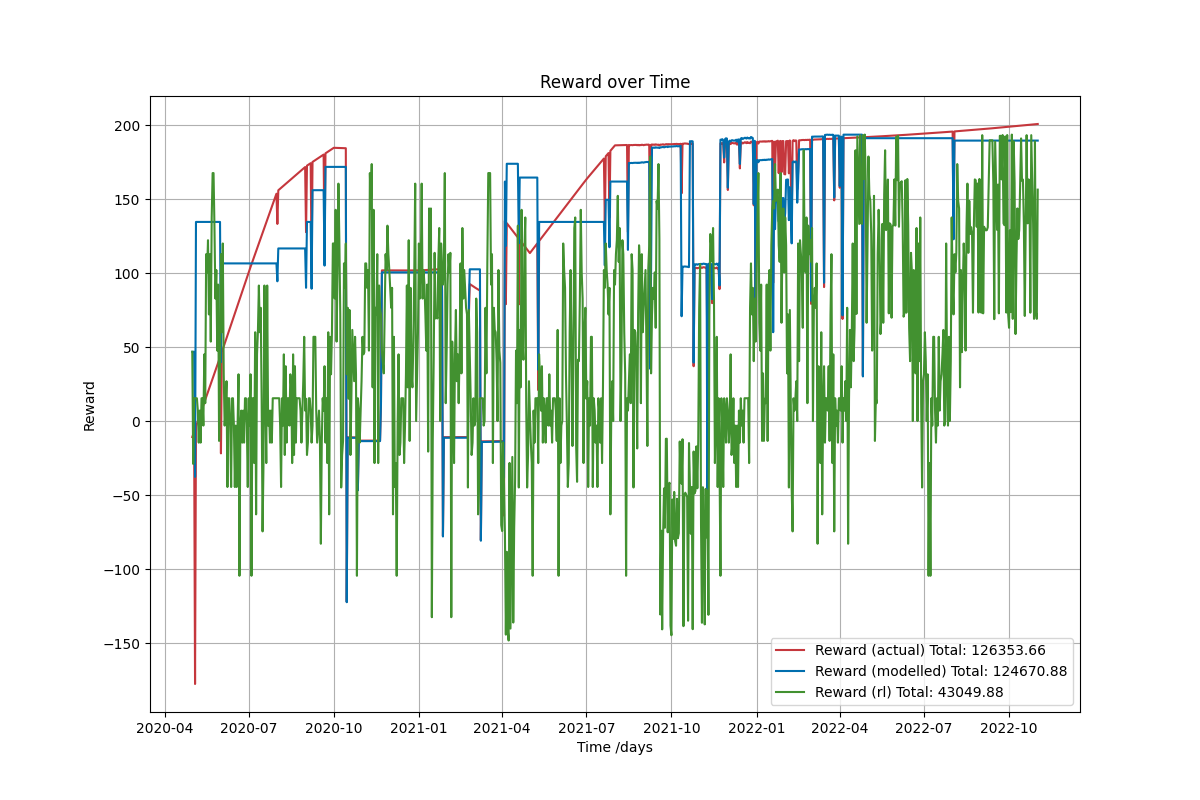 Reward over Time
Reward
200
150
100
50
0
−50
−100
−150
2020-04 2020-07 2020-10 2021-01 2021-04 2021-07 2021-10 2022-01 2022-04 2022-07 2022-10
Time /days
Reward (actual) Total: 126353.66
Reward (modelled) Total: 124670.88
Reward (rl) Total: 43049.88